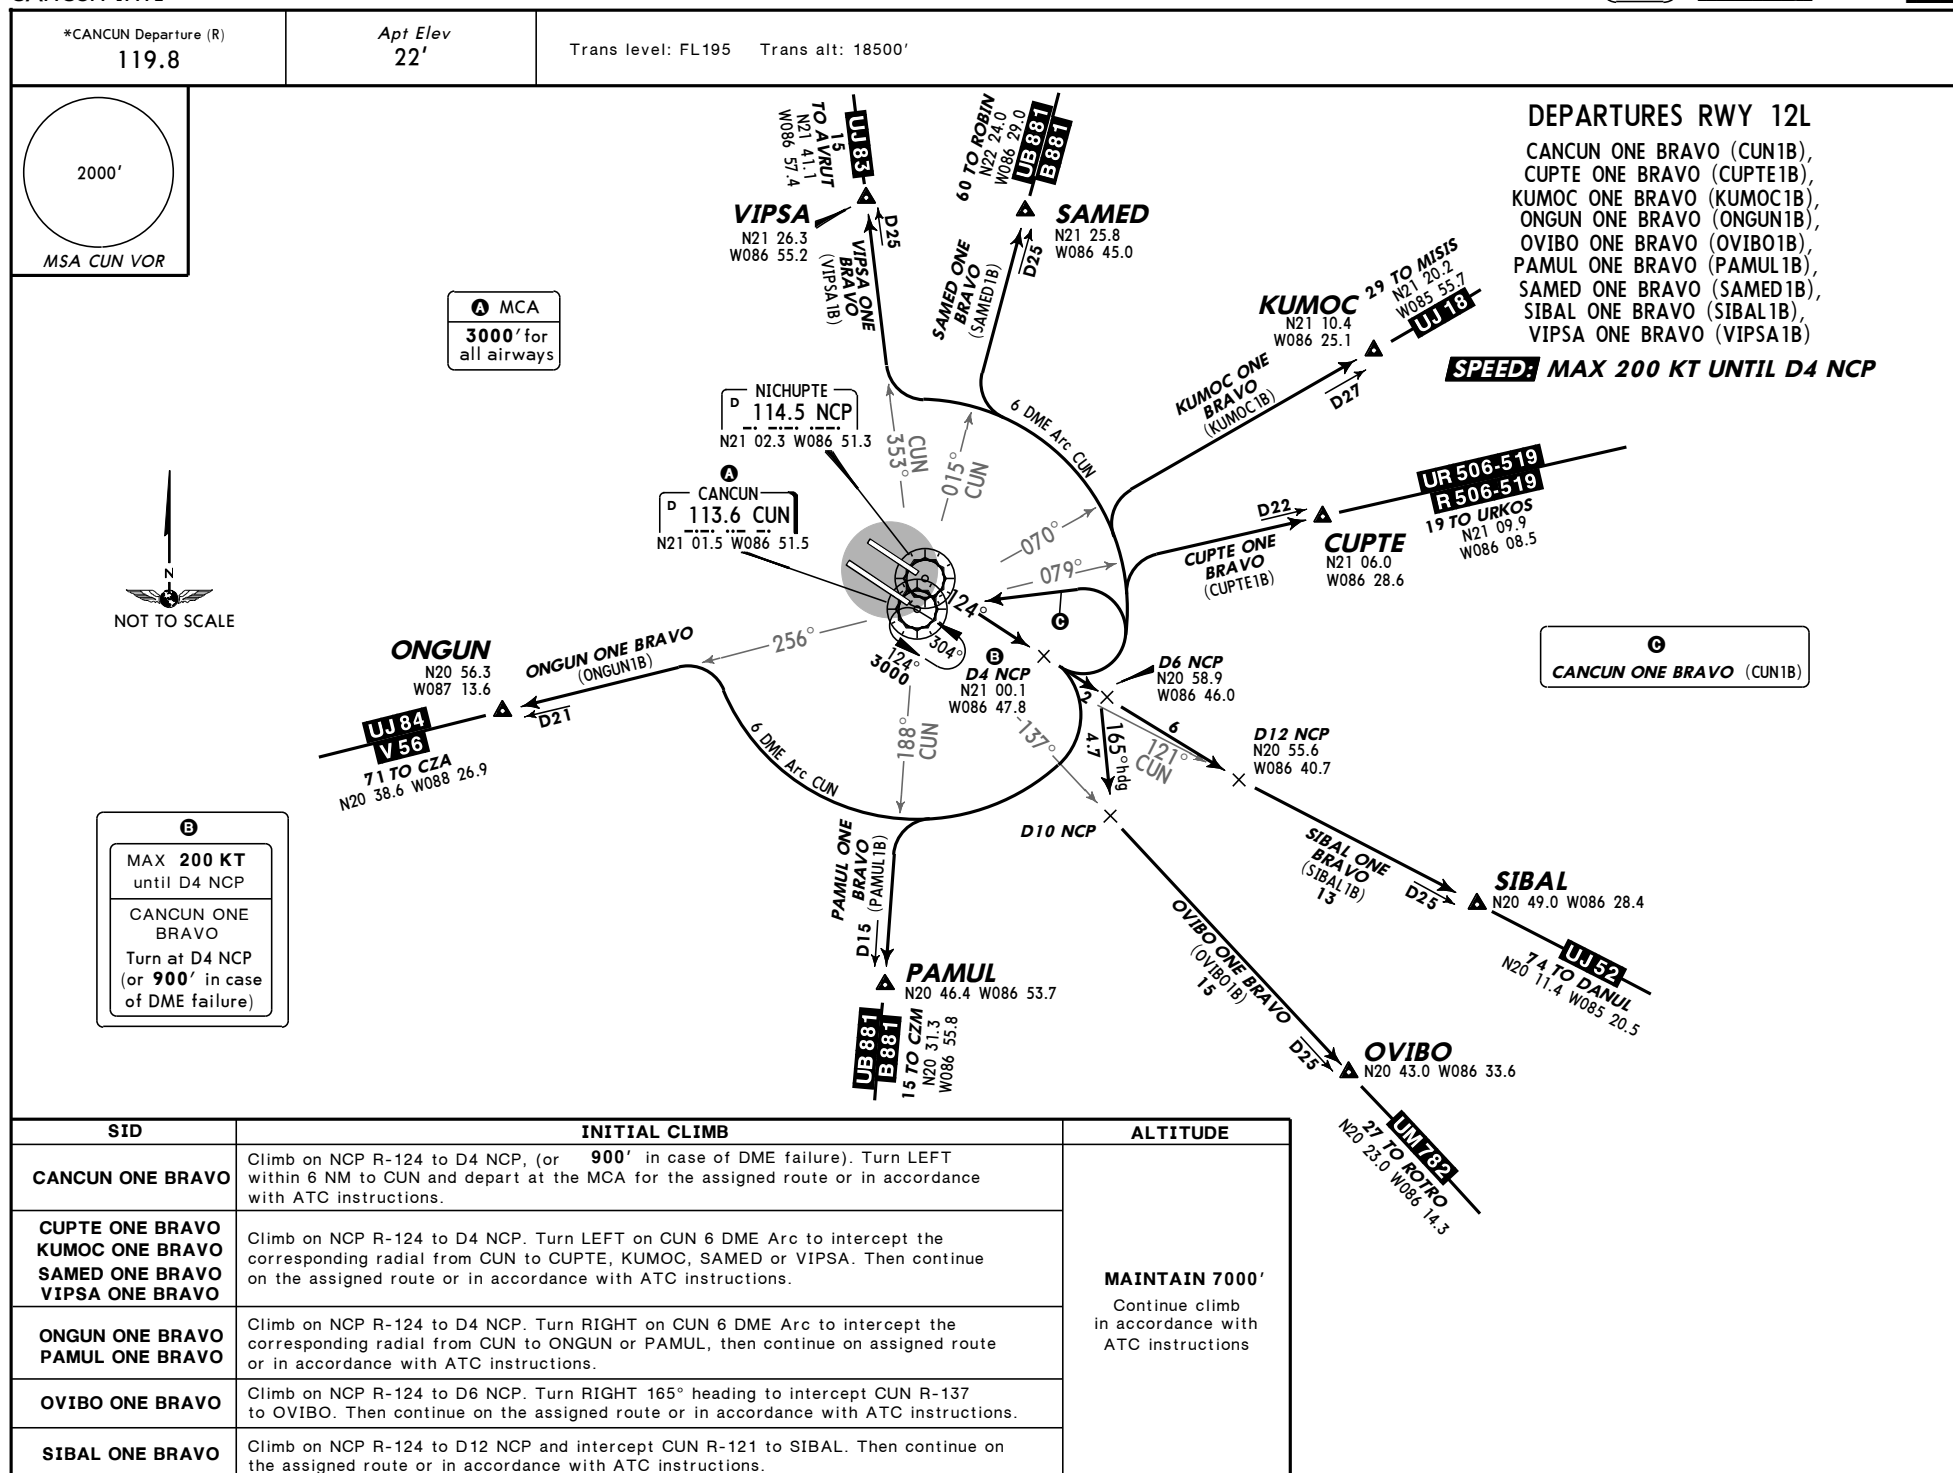 *CANCUN Departure (R)
119.8
Apt Elev
22'
Trans level: FL195 Trans alt: 18500'
2000'
MSA CUN VOR
DEPARTURES RWY 12L
CANCUN ONE BRAVO (CUN1B),
CUPTE ONE BRAVO (CUPTE1B),
KUMOC ONE BRAVO (KUMOC1B),
ONGUN ONE BRAVO (ONGUN1B),
OVIBO ONE BRAVO (OVIBO1B),
PAMUL ONE BRAVO (PAMUL1B),
SAMED ONE BRAVO (SAMED1B),
SIBAL ONE BRAVO (SIBAL1B),
VIPSA ONE BRAVO (VIPSA1B)
SPEED: MAX 200 KT UNTIL D4 NCP
UJ 83
15
TO AVRUT
N21 41.1
W086 57.4
VIPSA
N21 26.3
W086 55.2
D25
VIPSA ONE
BRAVO
(VIPSA1B)
60 TO ROBIN
N22 24.0
W086 29.0
UB 881
B 881
SAMED
N21 25.8
W086 45.0
D25
SAMED ONE
BRAVO
(SAMED1B)
KUMOC
N21 10.4
W086 25.1
29 TO MISIS
N21 20.2
W085 55.7
UJ 18
KUMOC ONE
BRAVO
(KUMOC1B)
D27
A MCA
3000' for
all airways
NICHUPTE
D 114.5 NCP
N21 02.3 W086 51.3
A
CANCUN
D 113.6 CUN
N21 01.5 W086 51.5
353°
CUN
015°
CUN
6 DME Arc CUN
070°
079°
UR 506-519
R 506-519
19 TO URKOS
N21 09.9
W086 08.5
D22
CUPTE
N21 06.0
W086 28.6
CUPTE ONE
BRAVO
(CUPTE1B)
N
NOT TO SCALE
C
124°
304°
124°
3000
B
D4 NCP
N21 00.1
W086 47.8
D6 NCP
N20 58.9
W086 46.0
2
6
C
CANCUN ONE BRAVO (CUN1B)
ONGUN
N20 56.3
W087 13.6
ONGUN ONE BRAVO
(ONGUN1B)
256°
D21
UJ 84
V 56
71 TO CZA
N20 38.6 W088 26.9
188°
CUN
137°
165°hdg
4.7
121°
CUN
D12 NCP
N20 55.6
W086 40.7
6 DME Arc CUN
D10 NCP
B
MAX 200 KT
until D4 NCP
CANCUN ONE
BRAVO
Turn at D4 NCP
(or 900' in case
of DME failure)
PAMUL ONE
BRAVO
(PAMUL1B)
D15
PAMUL
N20 46.4 W086 53.7
UB 881
B 881
15 TO CZM
N20 31.3
W086 55.8
SIBAL ONE
BRAVO
(SIBAL1B)
13
D25
SIBAL
N20 49.0 W086 28.4
UJ 52
74 TO DANUL
N20 11.4 W085 20.5
OVIBO ONE BRAVO
(OVIBO1B)
15
D25
OVIBO
N20 43.0 W086 33.6
UM 782
27 TO ROTRO
N20 23.0 W086 14.3
SID
INITIAL CLIMB
ALTITUDE
CANCUN ONE BRAVO
Climb on NCP R-124 to D4 NCP, (or 900' in case of DME failure). Turn LEFT
within 6 NM to CUN and depart at the MCA for the assigned route or in accordance
with ATC instructions.
CUPTE ONE BRAVO
KUMOC ONE BRAVO
SAMED ONE BRAVO
VIPSA ONE BRAVO
Climb on NCP R-124 to D4 NCP. Turn LEFT on CUN 6 DME Arc to intercept the
corresponding radial from CUN to CUPTE, KUMOC, SAMED or VIPSA. Then continue
on the assigned route or in accordance with ATC instructions.
ONGUN ONE BRAVO
PAMUL ONE BRAVO
Climb on NCP R-124 to D4 NCP. Turn RIGHT on CUN 6 DME Arc to intercept the
corresponding radial from CUN to ONGUN or PAMUL, then continue on assigned route
or in accordance with ATC instructions.
OVIBO ONE BRAVO
Climb on NCP R-124 to D6 NCP. Turn RIGHT 165° heading to intercept CUN R-137
to OVIBO. Then continue on the assigned route or in accordance with ATC instructions.
SIBAL ONE BRAVO
Climb on NCP R-124 to D12 NCP and intercept CUN R-121 to SIBAL. Then continue on
the assigned route or in accordance with ATC instructions.
MAINTAIN 7000'
Continue climb
in accordance with
ATC instructions